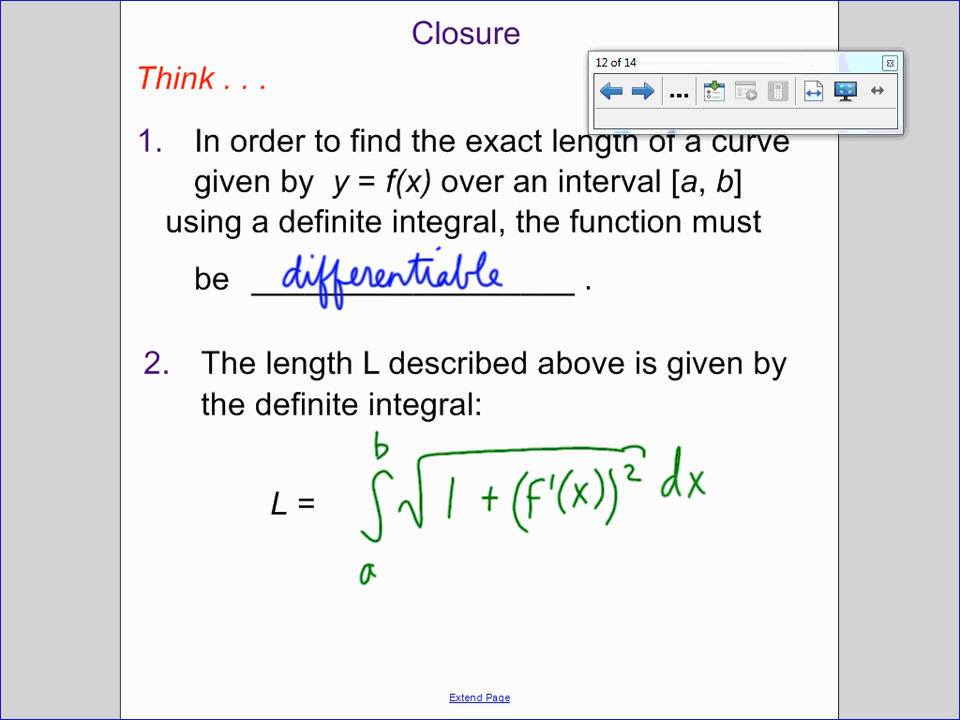 Closure
12 of 14
Think . . .
1. In order to find the exact length of a curve
given by y = f(x) over an interval [a, b]
using a definite integral, the function must
be differentiable .
2. The length L described above is given by
the definite integral:
L = ∫_a^b √(1 + (f'(x))²) dx
Extend Page